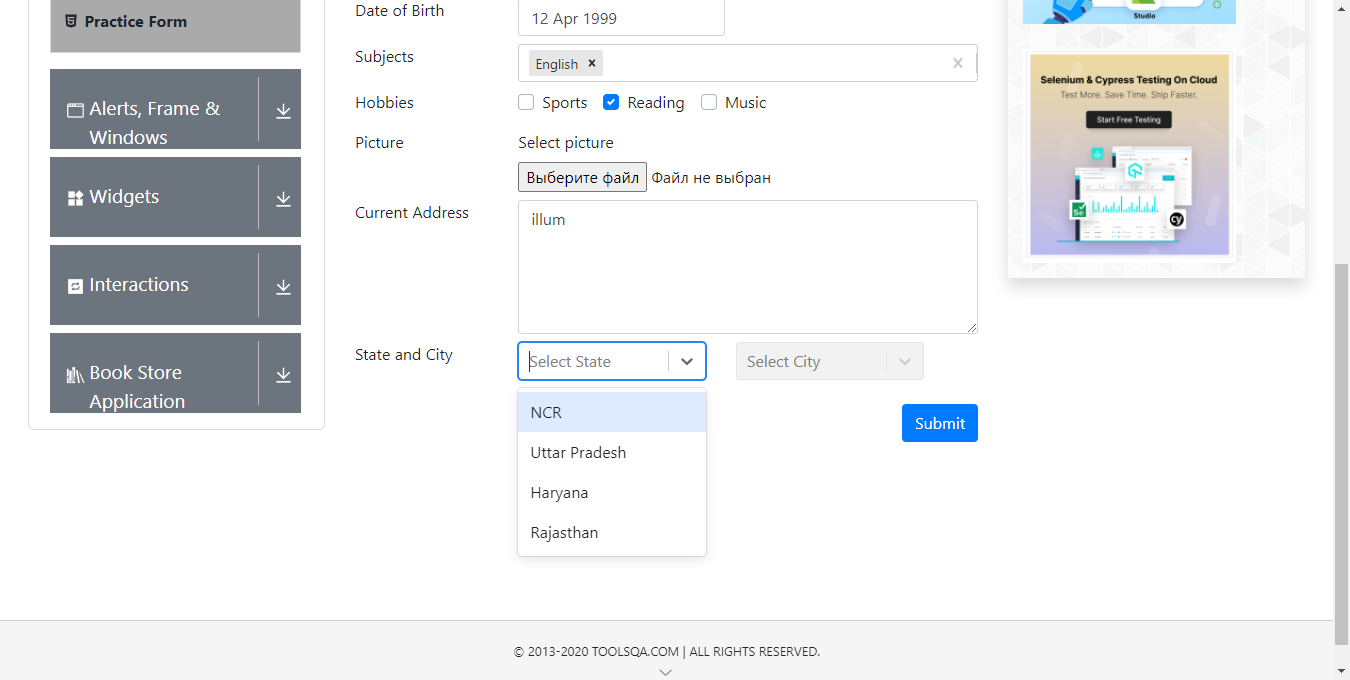 Practice Form
Alerts, Frame &
Windows
Widgets
Interactions
Book Store
Application
Date of Birth
12 Apr 1999
Subjects
English ×
×
Hobbies
Sports Reading Music
Picture
Select picture
Выберите файл Файл не выбран
Current Address
illum
State and City
Select State
Select City
NCR
Uttar Pradesh
Haryana
Rajasthan
Submit
Studio
Selenium & Cypress Testing On Cloud
Test More. Save Time. Ship Faster.
Start Free Testing
Se
cy
© 2013-2020 TOOLSQA.COM | ALL RIGHTS RESERVED.